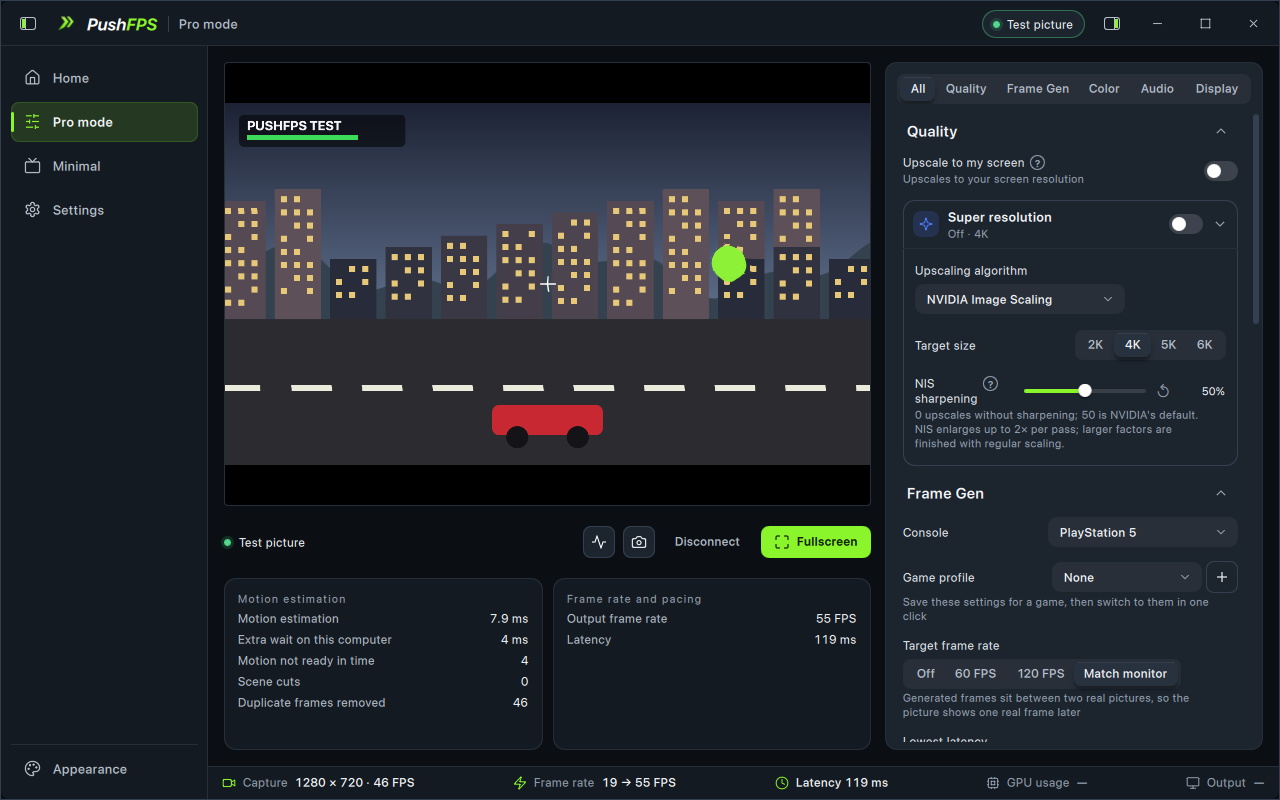 PushFPS
Pro mode
Test picture
Home
Pro mode
Minimal
Settings
Appearance
PUSHFPS TEST
Test picture
Disconnect
Fullscreen
Motion estimation
Motion estimation 7.9 ms
Extra wait on this computer 4 ms
Motion not ready in time 4
Scene cuts 0
Duplicate frames removed 46
Frame rate and pacing
Output frame rate 55 FPS
Latency 119 ms
All Quality Frame Gen Color Audio Display
Quality
Upscale to my screen ?
Upscales to your screen resolution
Super resolution
Off · 4K
Upscaling algorithm
NVIDIA Image Scaling
Target size 2K 4K 5K 6K
NIS
sharpening ? 50%
0 upscales without sharpening; 50 is NVIDIA's default.
NIS enlarges up to 2× per pass; larger factors are
finished with regular scaling.
Frame Gen
Console PlayStation 5
Game profile None
Save these settings for a game, then switch to them in one
click
Target frame rate
Off 60 FPS 120 FPS Match monitor
Generated frames sit between two real pictures, so the
picture shows one real frame later
Lowest latency
Capture 1280 × 720 · 46 FPS
Frame rate 19 → 55 FPS
Latency 119 ms
GPU usage —
Output —